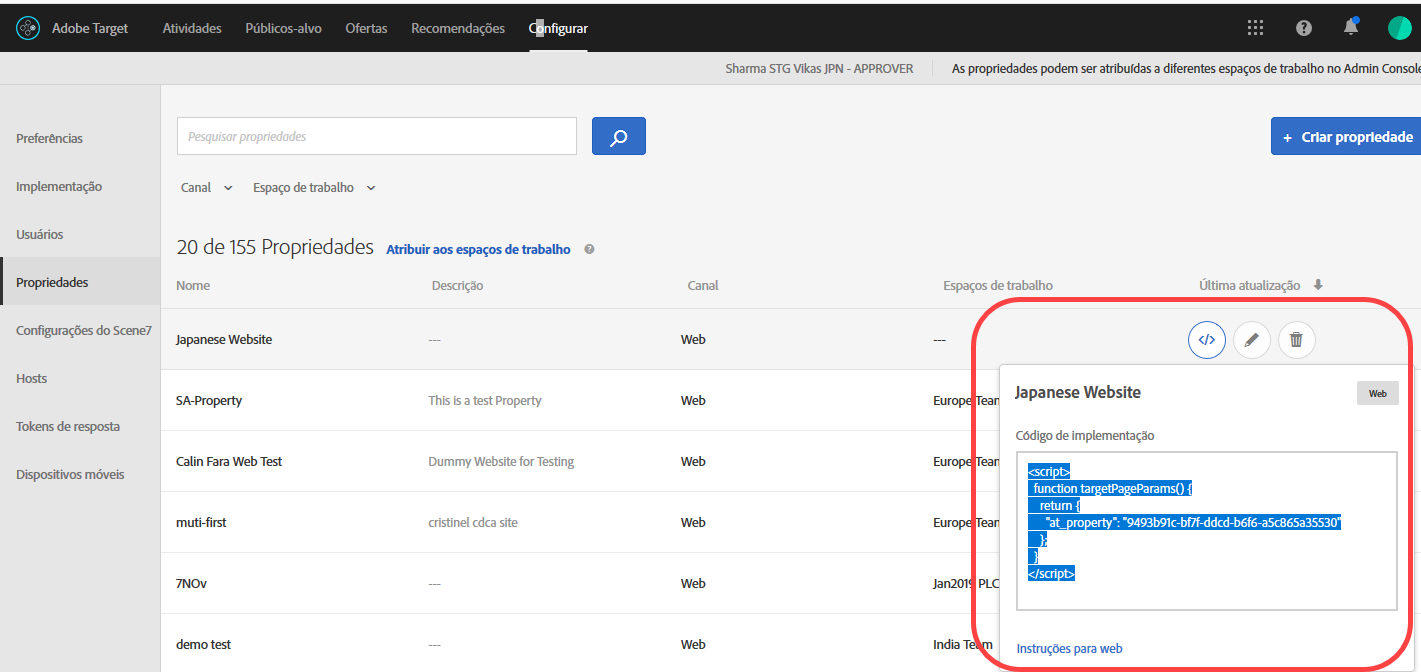 Adobe Target Atividades Públicos-alvo Ofertas Recomendações Configurar
Sharma STG Vikas JPN - APPROVER As propriedades podem ser atribuídas a diferentes espaços de trabalho no Admin Console
Preferências
Implementação
Usuários
Propriedades
Configurações do Scene7
Hosts
Tokens de resposta
Dispositivos móveis
Pesquisar propriedades
+ Criar propriedade
Canal Espaço de trabalho
20 de 155 Propriedades Atribuir aos espaços de trabalho ?
Nome Descrição Canal Espaços de trabalho Última atualização
Japanese Website --- Web --- </>
SA-Property This is a test Property Web Europe Team
Calin Fara Web Test Dummy Website for Testing Web Europe Team
muti-first cristinel cdca site Web Europe Team
7NOv --- Web Jan2019 PLC
demo test --- Web India Team
Japanese Website Web
Código de implementação
<script>
function targetPageParams() {
return {
"at_property": "9493b91c-bf7f-ddcd-b6f6-a5c865a35530"
};
}
</script>
Instruções para web